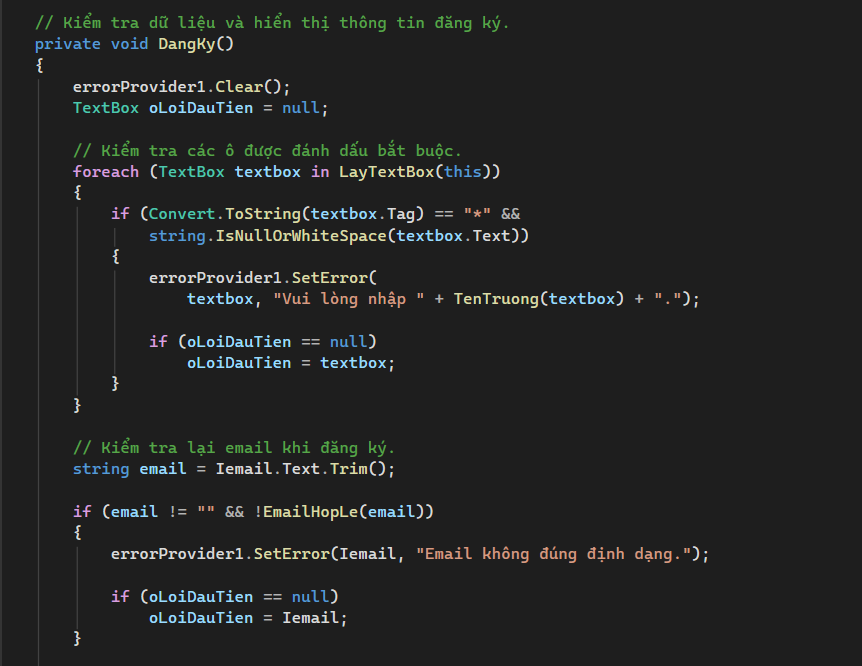 // Kiểm tra dữ liệu và hiển thị thông tin đăng ký.
private void DangKy()
{
errorProvider1.Clear();
TextBox oLoiDauTien = null;
// Kiểm tra các ô được đánh dấu bắt buộc.
foreach (TextBox textbox in LayTextBox(this))
{
if (Convert.ToString(textbox.Tag) == "*" &&
string.IsNullOrWhiteSpace(textbox.Text))
{
errorProvider1.SetError(
textbox, "Vui lòng nhập " + TenTruong(textbox) + ".");
if (oLoiDauTien == null)
oLoiDauTien = textbox;
}
}
// Kiểm tra lại email khi đăng ký.
string email = Iemail.Text.Trim();
if (email != "" && !EmailHopLe(email))
{
errorProvider1.SetError(Iemail, "Email không đúng định dạng.");
if (oLoiDauTien == null)
oLoiDauTien = Iemail;
}